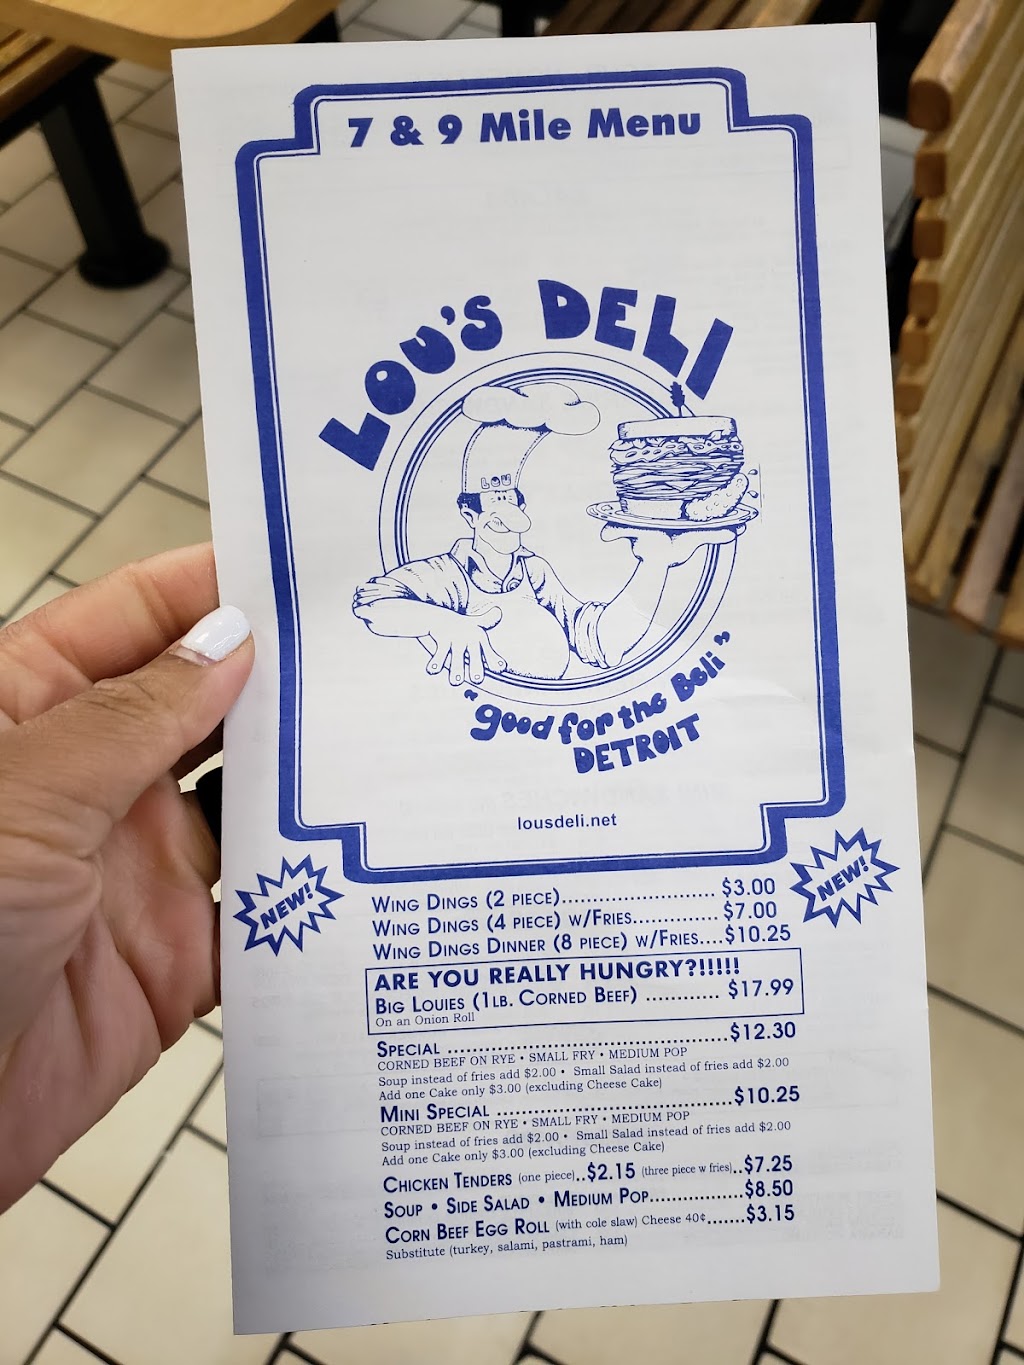 7 & 9 Mile Menu
LOU'S DELI
LOU
"good for the Beli"
DETROIT
lousdeli.net
NEW!
NEW!
WING DINGS (2 PIECE)....................... $3.00
WING DINGS (4 PIECE) W/FRIES............. $7.00
WING DINGS DINNER (8 PIECE) W/FRIES....$10.25
ARE YOU REALLY HUNGRY?!!!!!
BIG LOUIES (1LB. CORNED BEEF) ............ $17.99
On an Onion Roll
SPECIAL ..........................................$12.30
CORNED BEEF ON RYE • SMALL FRY • MEDIUM POP
Soup instead of fries add $2.00 • Small Salad instead of fries add $2.00
Add one Cake only $3.00 (excluding Cheese Cake)
MINI SPECIAL ...................................$10.25
CORNED BEEF ON RYE • SMALL FRY • MEDIUM POP
Soup instead of fries add $2.00 • Small Salad instead of fries add $2.00
Add one Cake only $3.00 (excluding Cheese Cake)
CHICKEN TENDERS (one piece)..$2.15 (three piece w fries)..$7.25
SOUP • SIDE SALAD • MEDIUM POP................$8.50
CORN BEEF EGG ROLL (with cole slaw) Cheese 40¢.......$3.15
Substitute (turkey, salami, pastrami, ham)